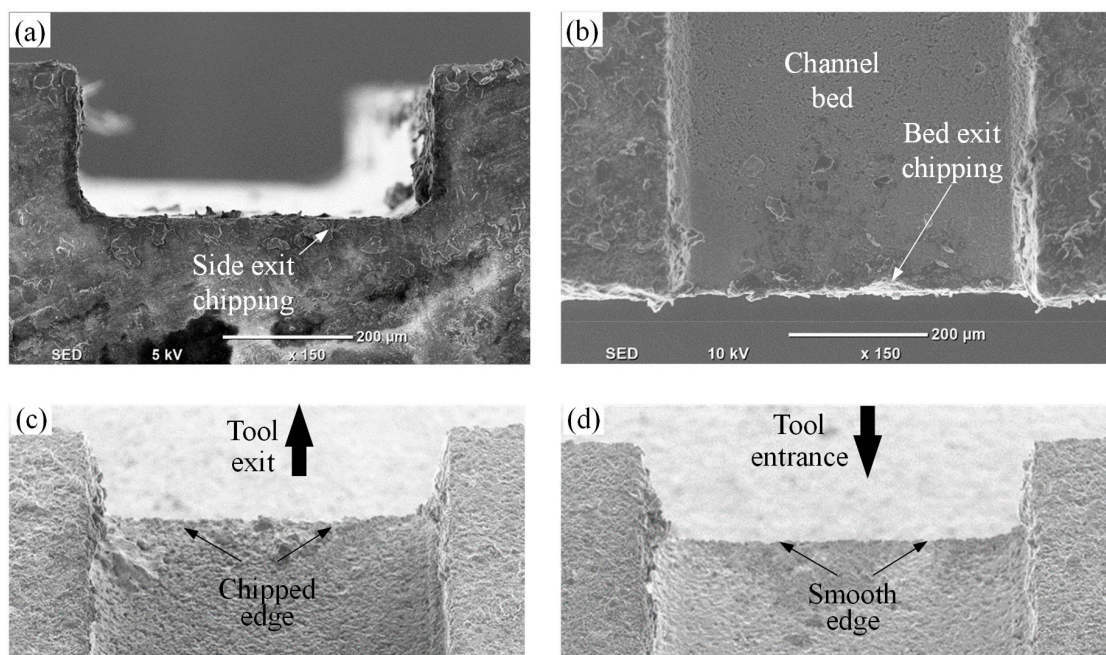 (a)
Side exit
chipping
200 µm
SED 5 kV x 150
(b)
Channel
bed
Bed exit
chipping
200 µm
SED 10 kV x 150
(c)
Tool
exit
Chipped
edge
(d)
Tool
entrance
Smooth
edge